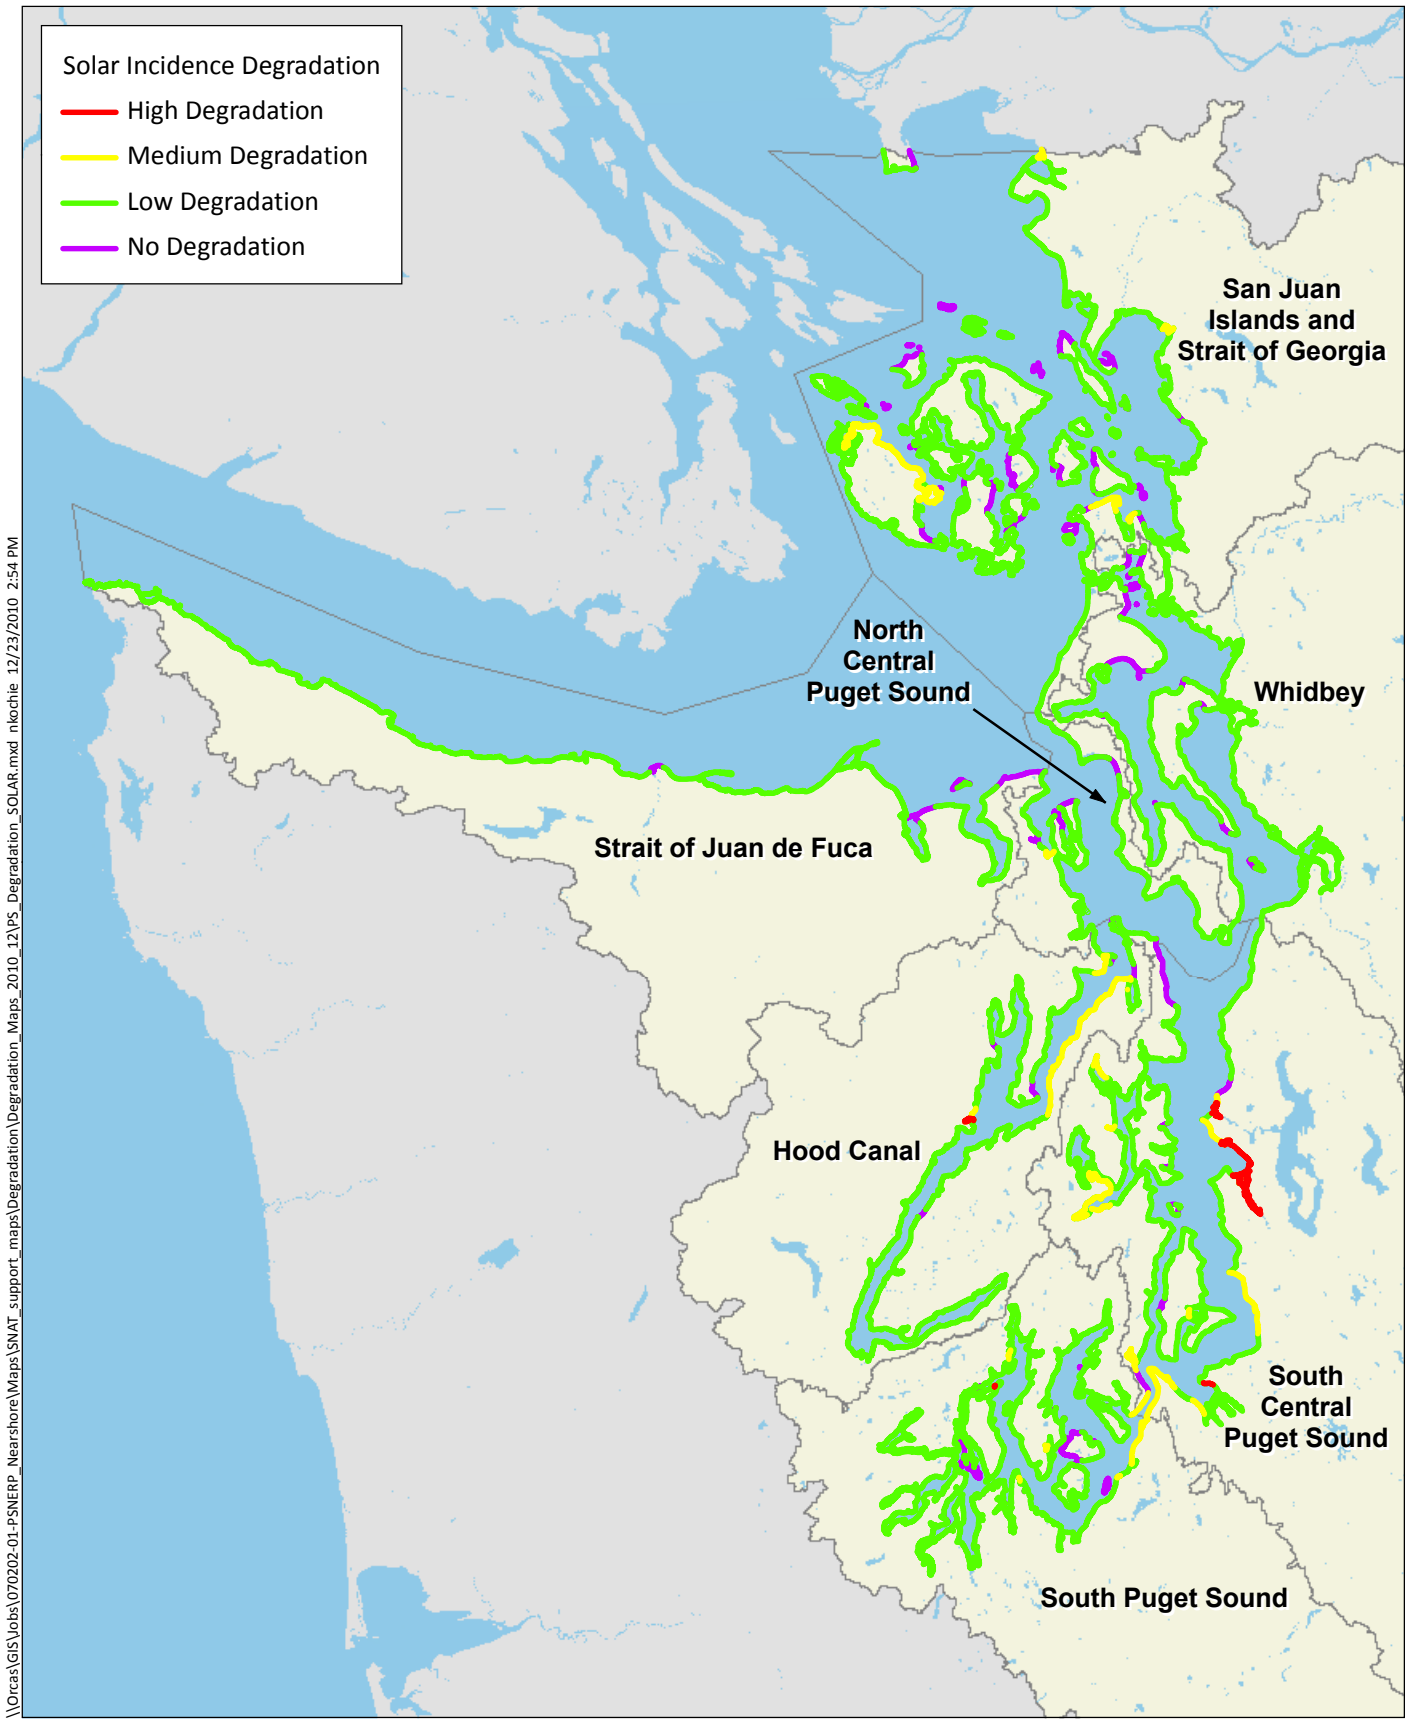 Solar Incidence Degradation
High Degradation
Medium Degradation
Low Degradation
No Degradation
San Juan
Islands and
Strait of Georgia
North
Central
Puget Sound
Whidbey
Strait of Juan de Fuca
Hood Canal
South
Central
Puget Sound
South Puget Sound
\\Orcas\GIS\Jobs\070202-01-PSNERP_Nearshore\Maps\SNAT_support_maps\Degradation\Degradation_Maps_2010_12\PS_Degradation_SOLAR.mxd nkochie 12/23/2010 2:54 PM